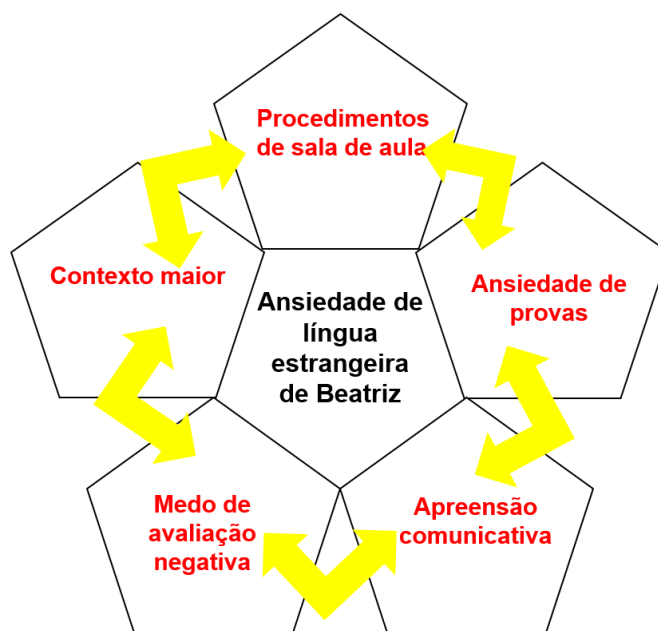 Procedimentos
de sala de aula
Contexto maior
Ansiedade de
provas
Ansiedade de
língua
estrangeira
de Beatriz
Medo de
avaliação
negativa
Apreensão
comunicativa